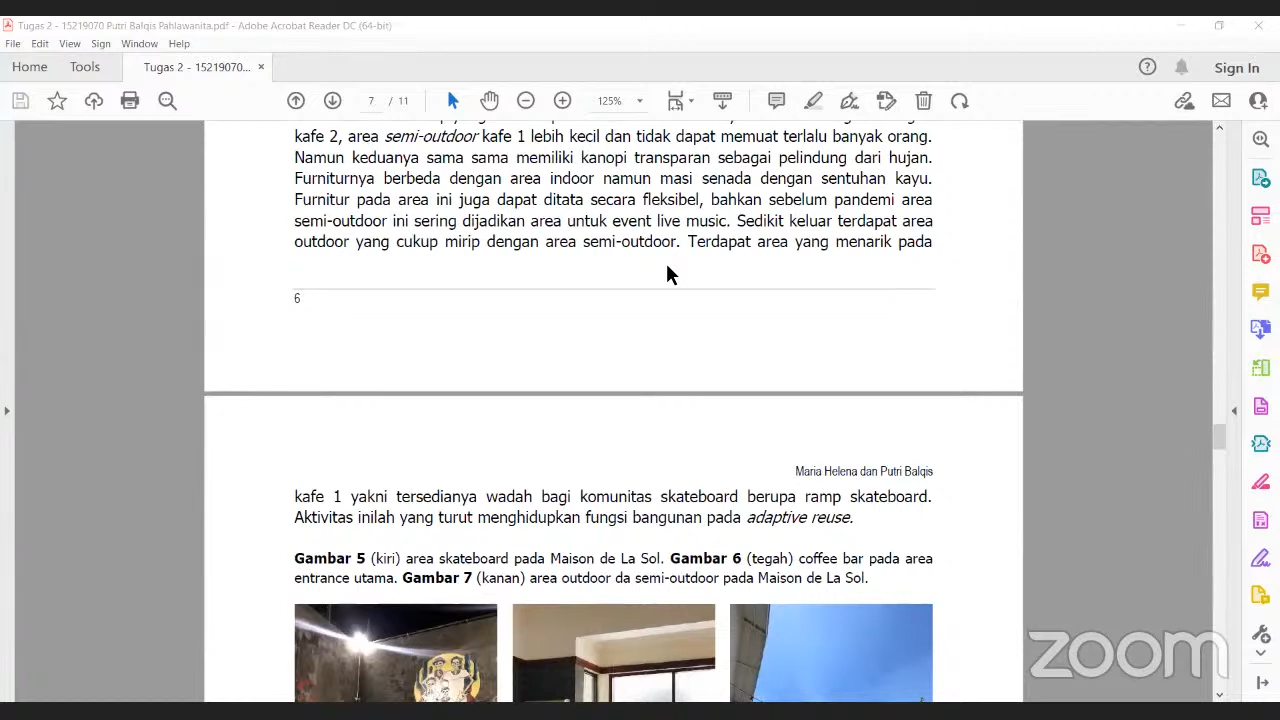 Tugas 2 - 15219070 Putri Balqis Pahlawanita.pdf - Adobe Acrobat Reader DC (64-bit)
File Edit View Sign Window Help
Home Tools Tugas 2 - 15219070... × Sign In
7 / 11 125%
kafe 2, area semi-outdoor kafe 1 lebih kecil dan tidak dapat memuat terlalu banyak orang.
Namun keduanya sama sama memiliki kanopi transparan sebagai pelindung dari hujan.
Furniturnya berbeda dengan area indoor namun masi senada dengan sentuhan kayu.
Furnitur pada area ini juga dapat ditata secara fleksibel, bahkan sebelum pandemi area
semi-outdoor ini sering dijadikan area untuk event live music. Sedikit keluar terdapat area
outdoor yang cukup mirip dengan area semi-outdoor. Terdapat area yang menarik pada
6
Maria Helena dan Putri Balqis
kafe 1 yakni tersedianya wadah bagi komunitas skateboard berupa ramp skateboard.
Aktivitas inilah yang turut menghidupkan fungsi bangunan pada adaptive reuse.
Gambar 5 (kiri) area skateboard pada Maison de La Sol. Gambar 6 (tegah) coffee bar pada area
entrance utama. Gambar 7 (kanan) area outdoor da semi-outdoor pada Maison de La Sol.
zoom